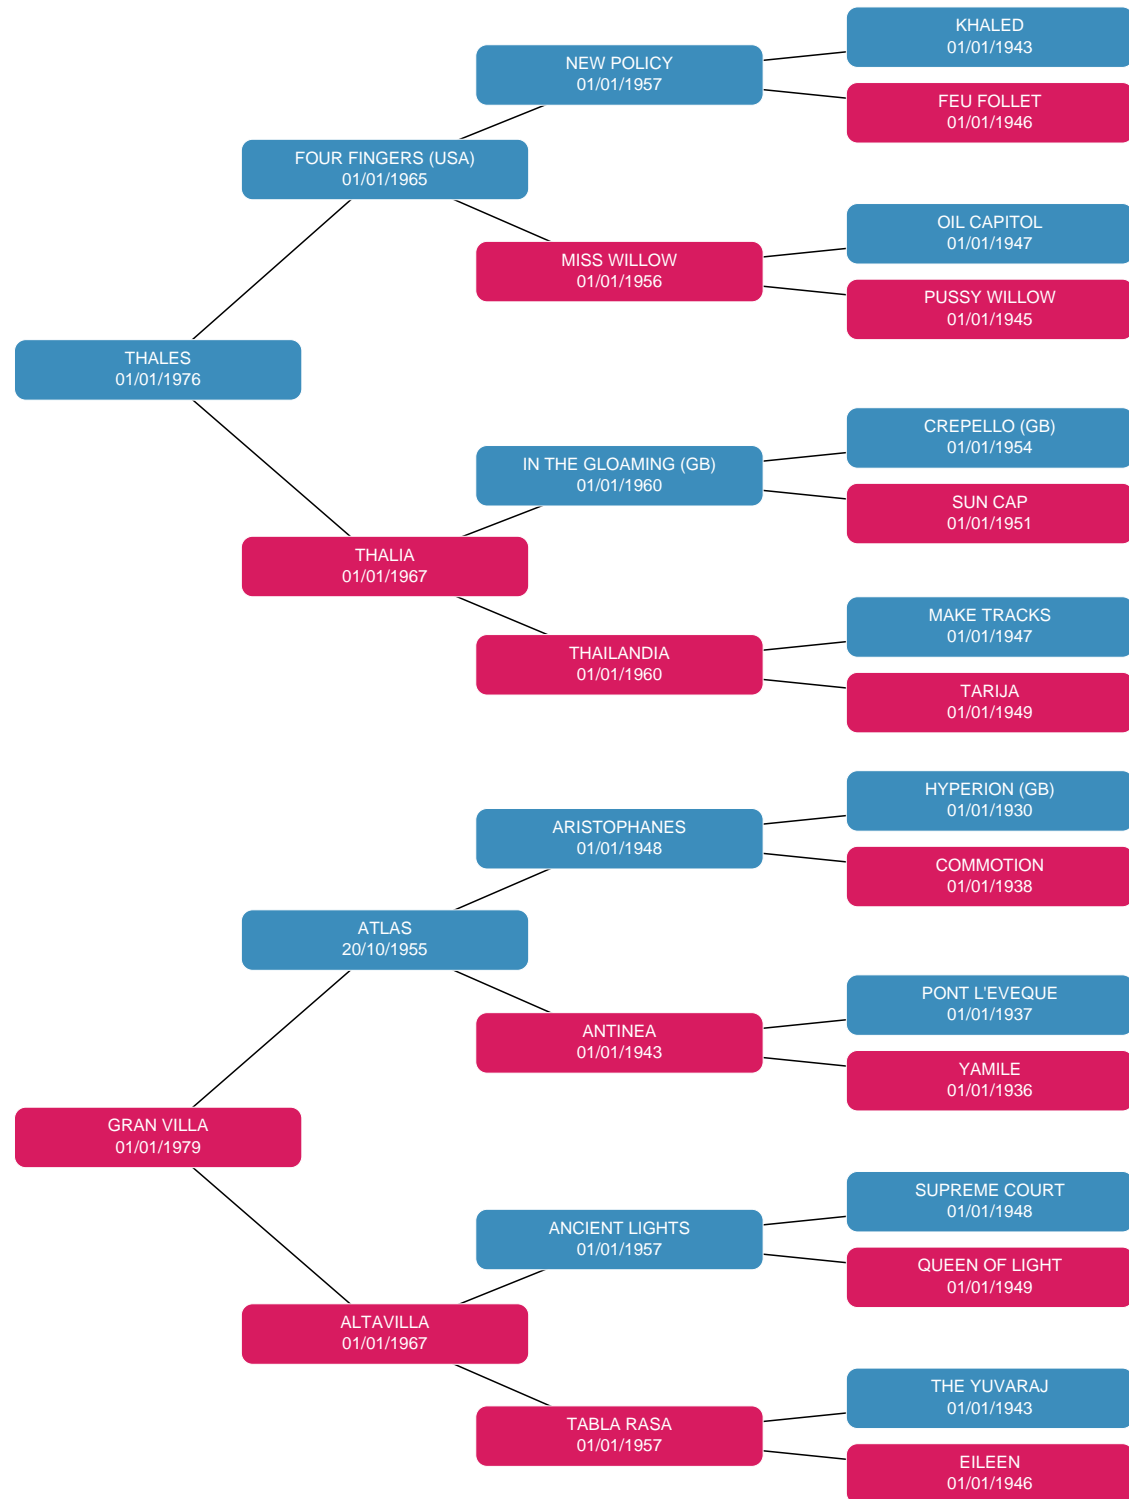 KHALED
01/01/1943
NEW POLICY
01/01/1957
FEU FOLLET
01/01/1946
FOUR FINGERS (USA)
01/01/1965
OIL CAPITOL
01/01/1947
MISS WILLOW
01/01/1956
PUSSY WILLOW
01/01/1945
THALES
01/01/1976
CREPELLO (GB)
01/01/1954
IN THE GLOAMING (GB)
01/01/1960
SUN CAP
01/01/1951
THALIA
01/01/1967
MAKE TRACKS
01/01/1947
THAILANDIA
01/01/1960
TARIJA
01/01/1949
HYPERION (GB)
01/01/1930
ARISTOPHANES
01/01/1948
COMMOTION
01/01/1938
ATLAS
20/10/1955
PONT L'EVEQUE
01/01/1937
ANTINEA
01/01/1943
YAMILE
01/01/1936
GRAN VILLA
01/01/1979
SUPREME COURT
01/01/1948
ANCIENT LIGHTS
01/01/1957
QUEEN OF LIGHT
01/01/1949
ALTAVILLA
01/01/1967
THE YUVARAJ
01/01/1943
TABLA RASA
01/01/1957
EILEEN
01/01/1946